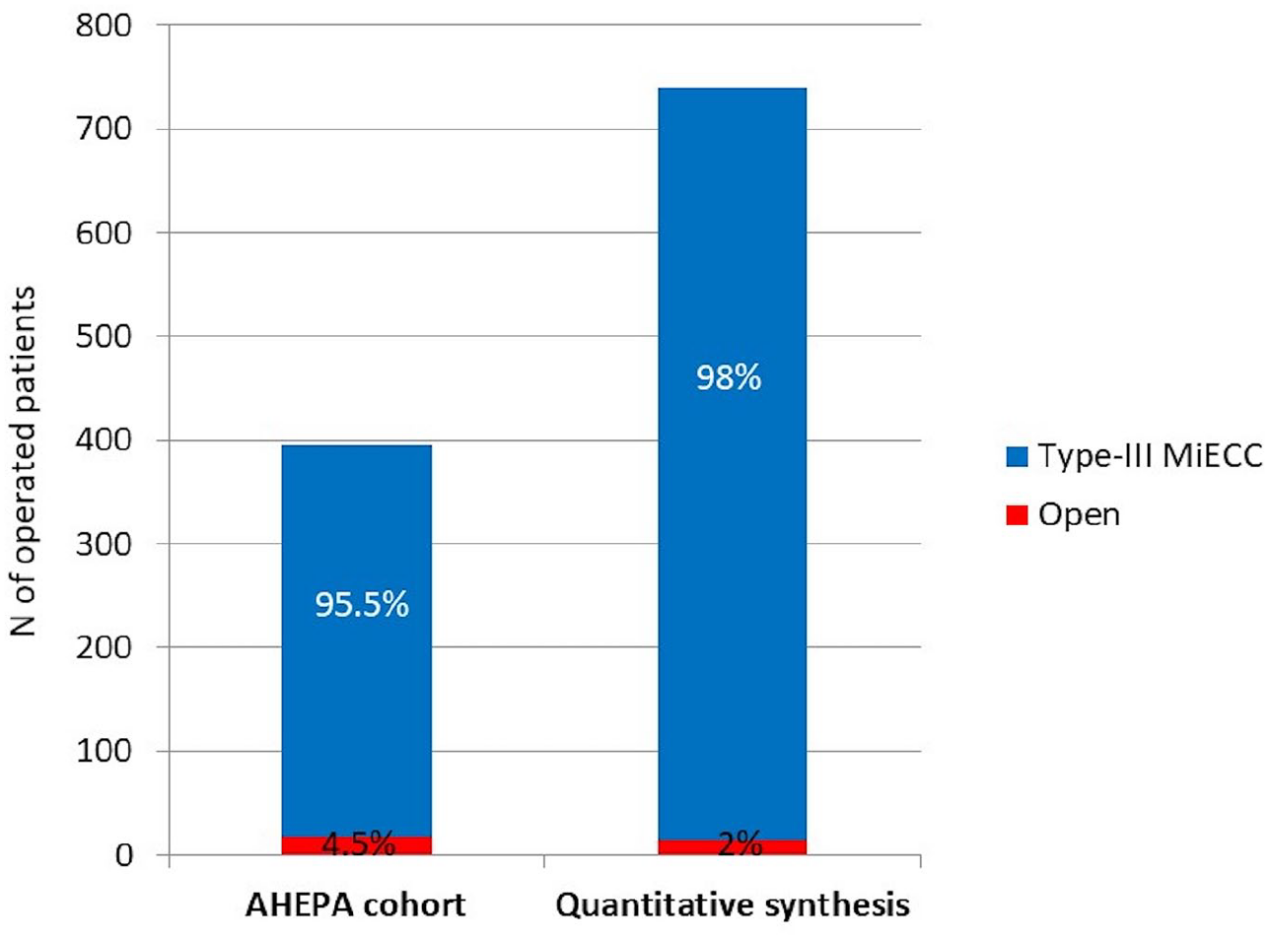 800
700
600
500
400
300
200
100
0
N of operated patients
95.5%
4.5%
98%
2%
AHEPA cohort
Quantitative synthesis
Type-III MiECC
Open